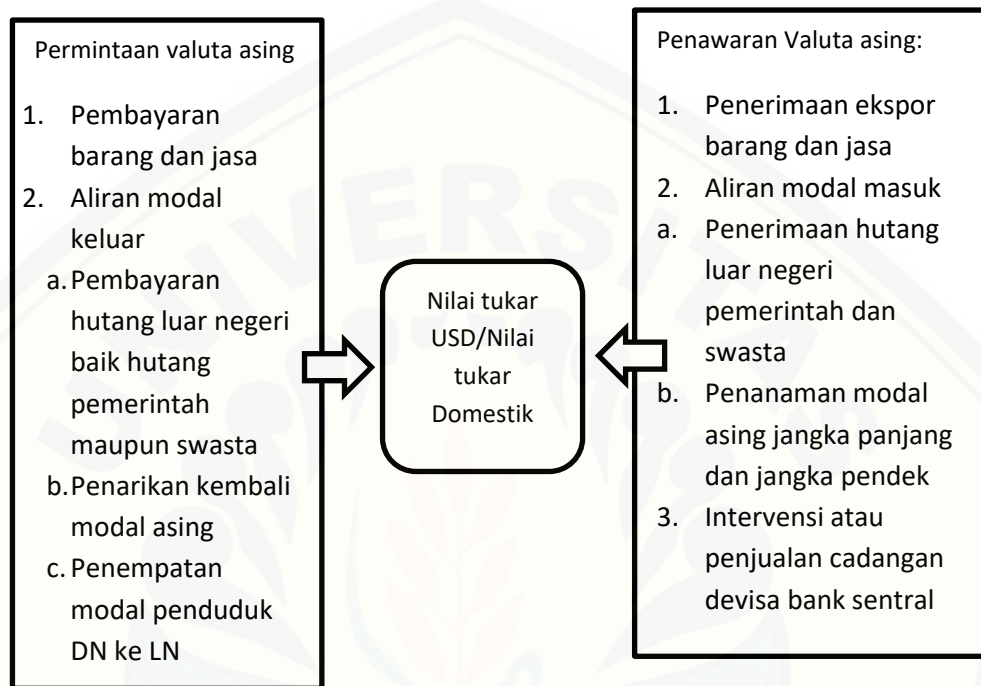 Permintaan valuta asing
1. Pembayaran
barang dan jasa
2. Aliran modal
keluar
a. Pembayaran
hutang luar negeri
baik hutang
pemerintah
maupun swasta
b. Penarikan kembali
modal asing
c. Penempatan
modal penduduk
DN ke LN
Nilai tukar
USD/Nilai
tukar
Domestik
Penawaran Valuta asing:
1. Penerimaan ekspor
barang dan jasa
2. Aliran modal masuk
a. Penerimaan hutang
luar negeri
pemerintah dan
swasta
b. Penanaman modal
asing jangka panjang
dan jangka pendek
3. Intervensi atau
penjualan cadangan
devisa bank sentral
UNIVERSITAS